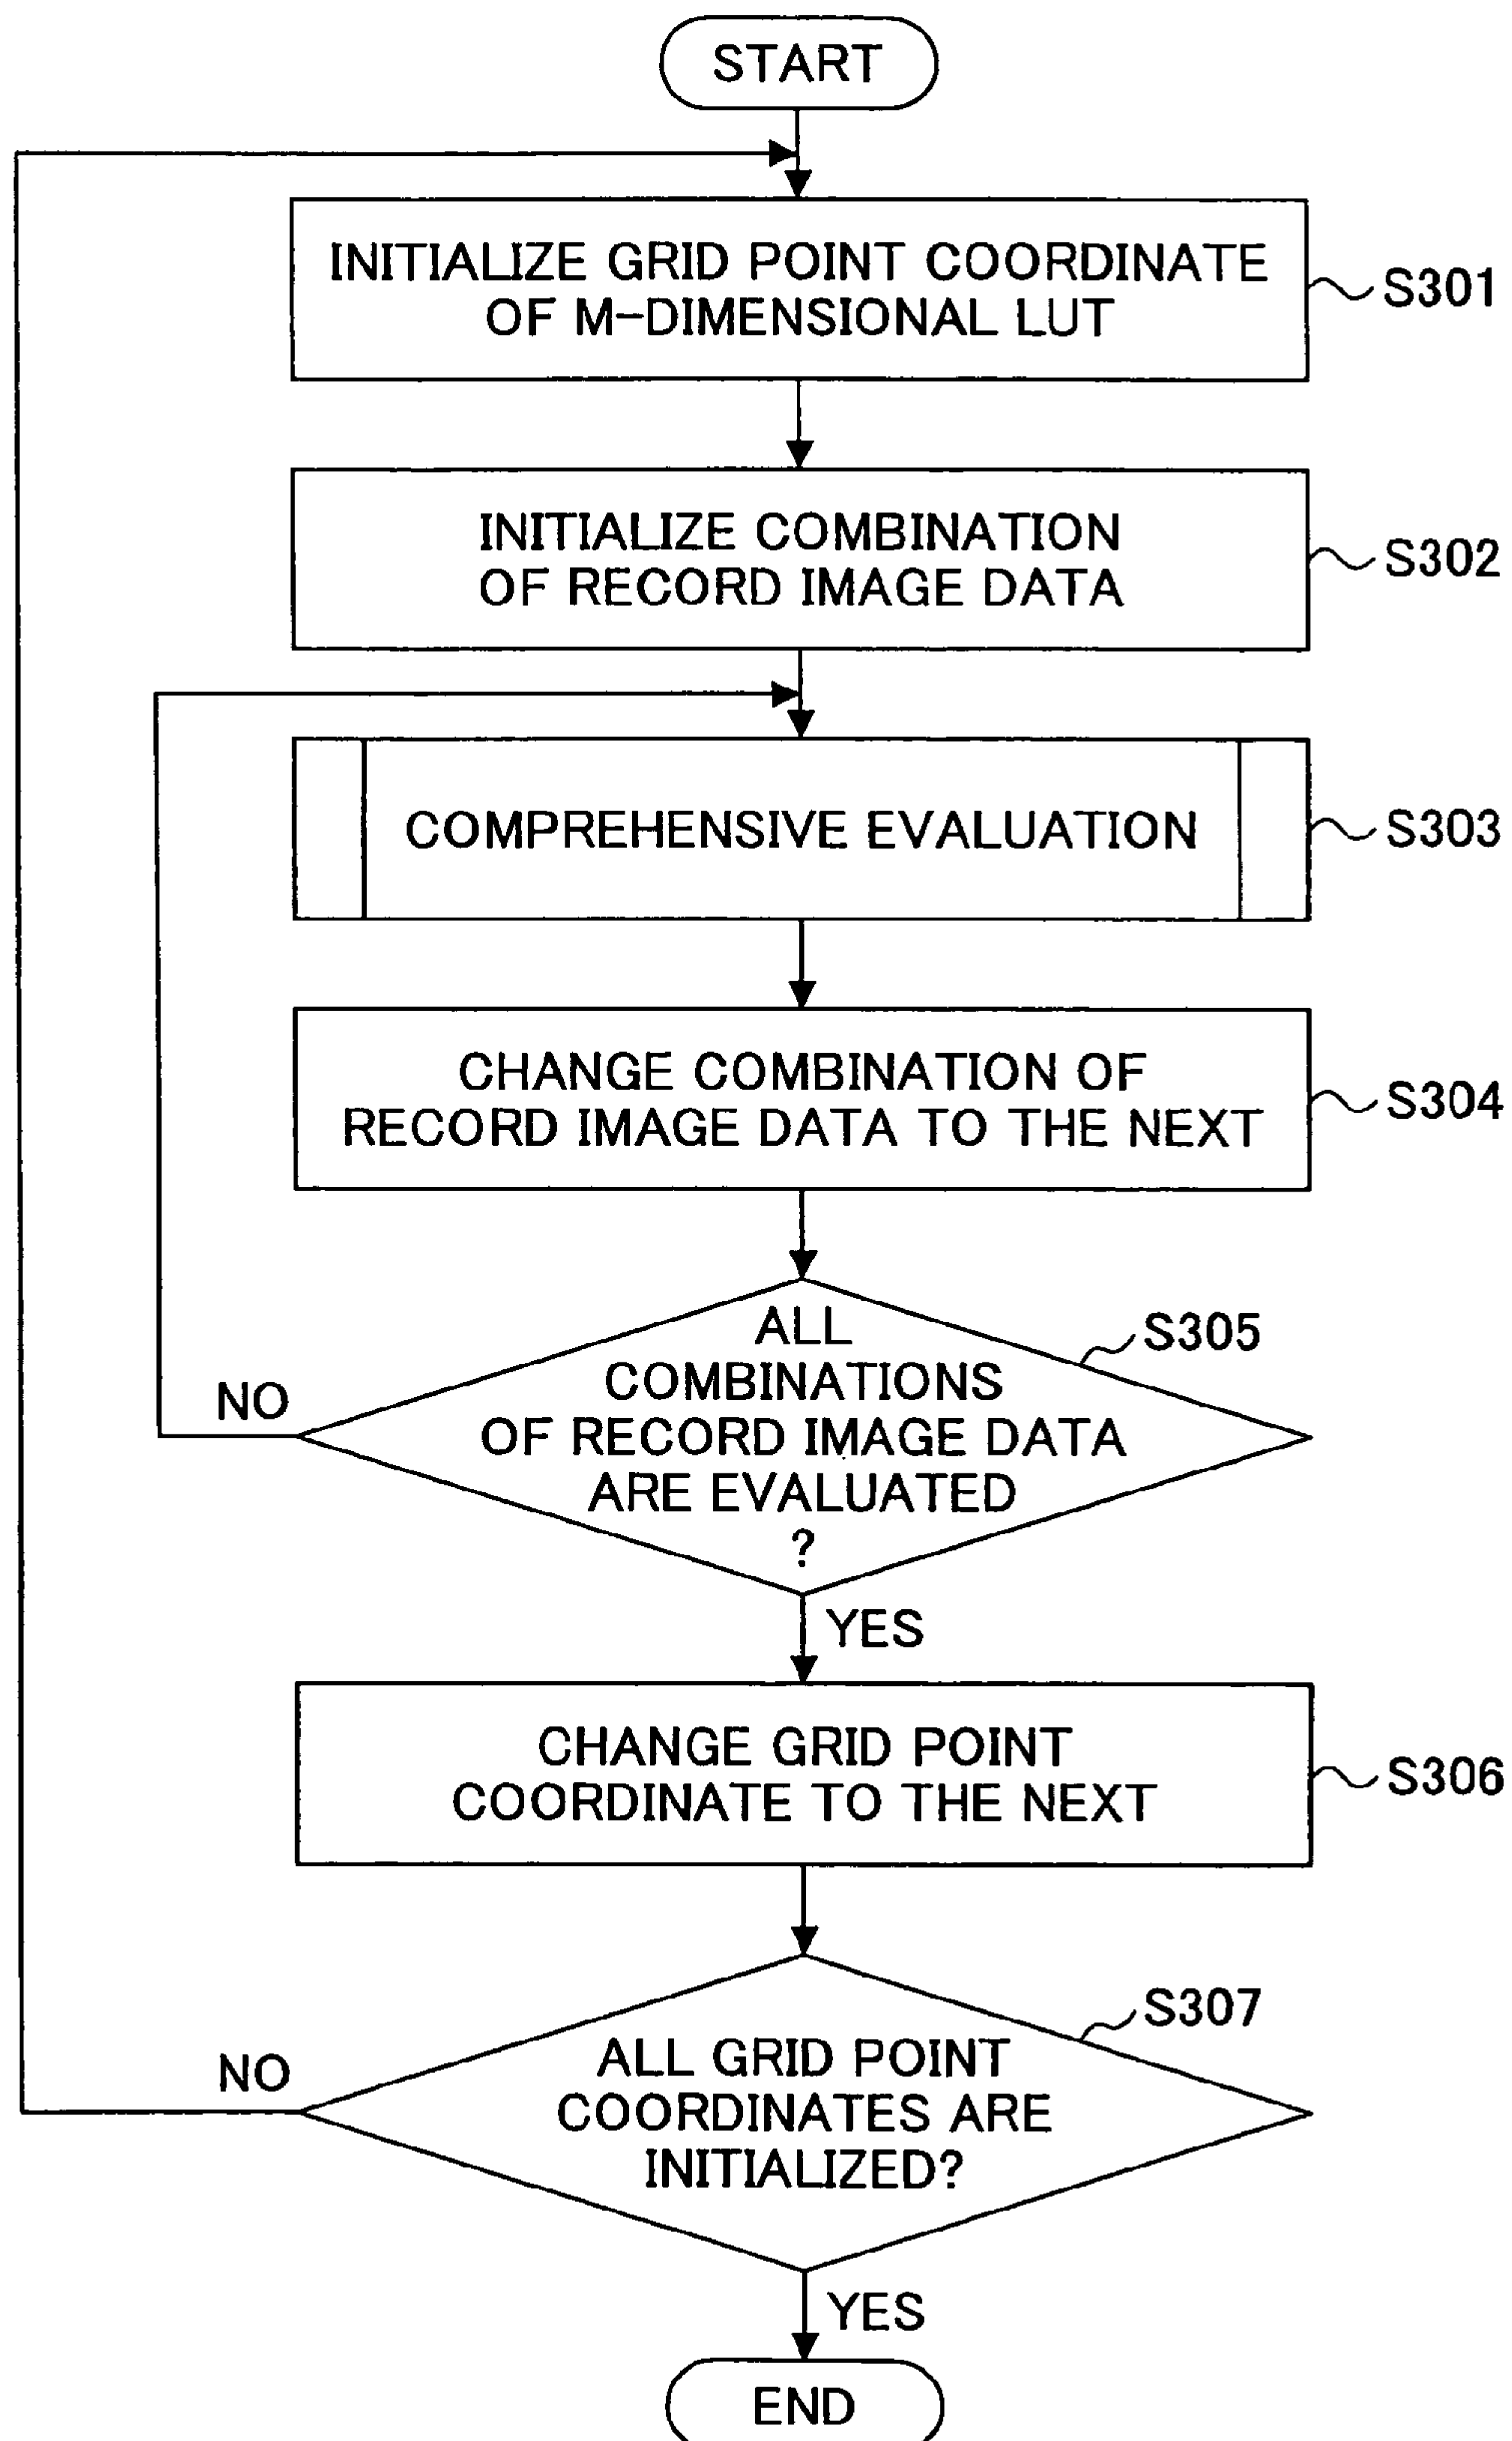 START
INITIALIZE GRID POINT COORDINATE
OF M-DIMENSIONAL LUT
S301
INITIALIZE COMBINATION
OF RECORD IMAGE DATA
S302
COMPREHENSIVE EVALUATION
S303
CHANGE COMBINATION OF
RECORD IMAGE DATA TO THE NEXT
S304
S305
ALL
COMBINATIONS
OF RECORD IMAGE DATA
ARE EVALUATED
?
NO
YES
CHANGE GRID POINT
COORDINATE TO THE NEXT
S306
S307
ALL GRID POINT
COORDINATES ARE
INITIALIZED?
NO
YES
END